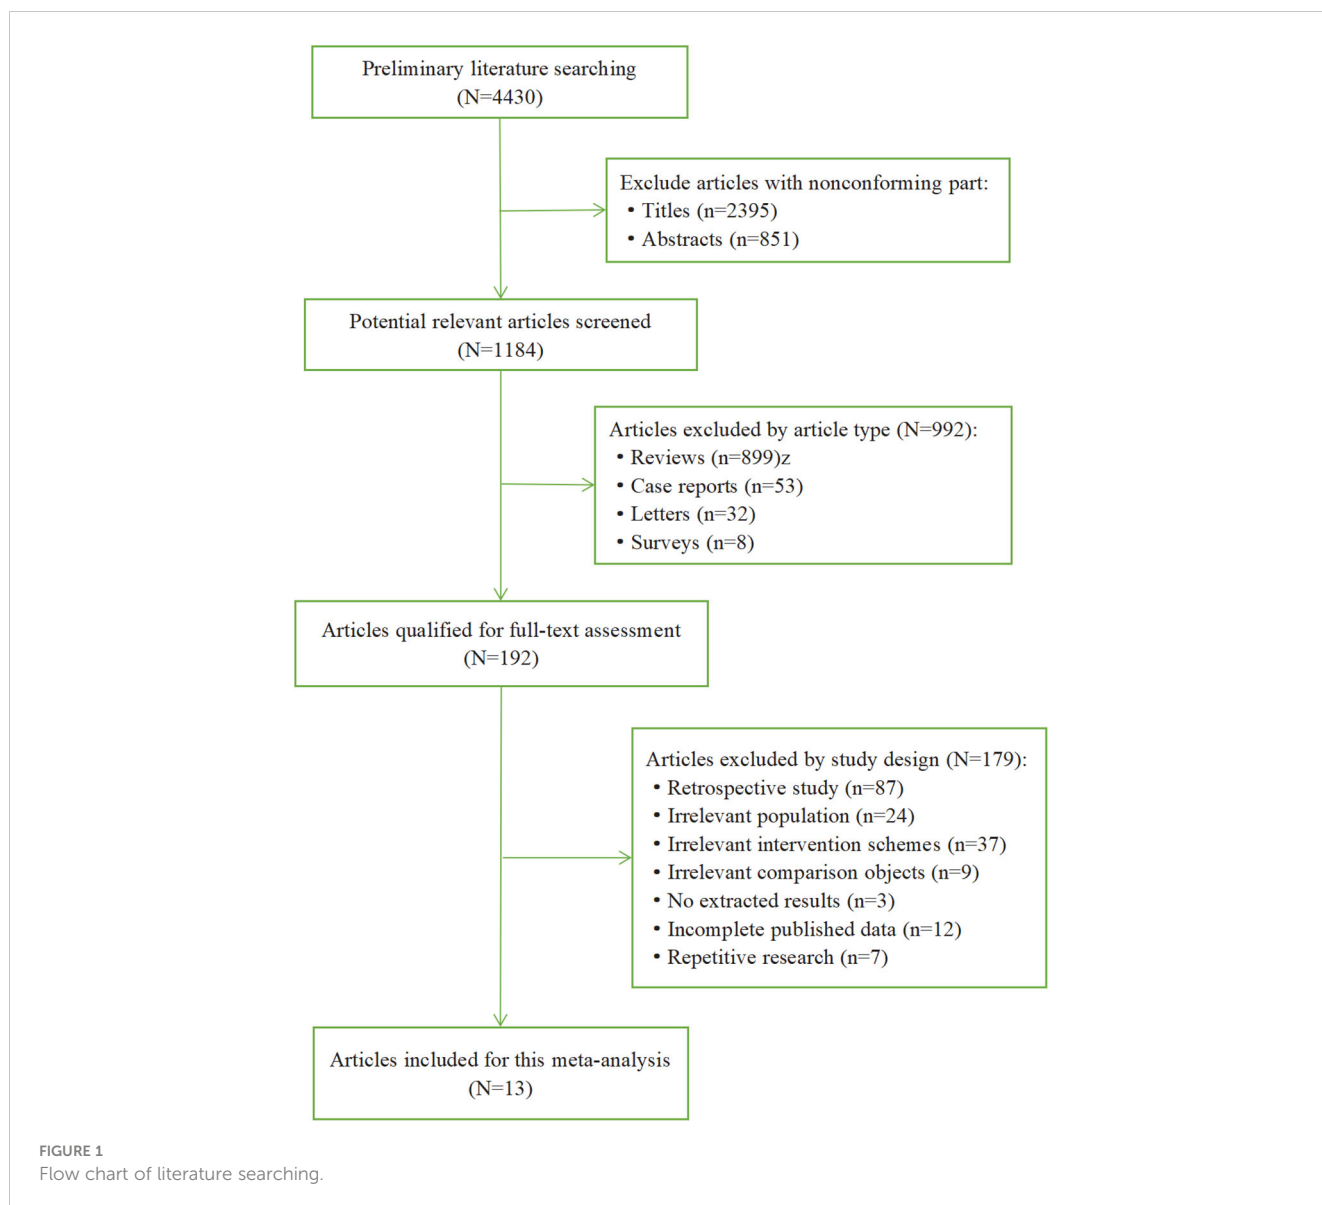 Preliminary literature searching
(N=4430)
Exclude articles with nonconforming part:
• Titles (n=2395)
• Abstracts (n=851)
Potential relevant articles screened
(N=1184)
Articles excluded by article type (N=992):
• Reviews (n=899)z
• Case reports (n=53)
• Letters (n=32)
• Surveys (n=8)
Articles qualified for full-text assessment
(N=192)
Articles excluded by study design (N=179):
• Retrospective study (n=87)
• Irrelevant population (n=24)
• Irrelevant intervention schemes (n=37)
• Irrelevant comparison objects (n=9)
• No extracted results (n=3)
• Incomplete published data (n=12)
• Repetitive research (n=7)
Articles included for this meta-analysis
(N=13)
FIGURE 1
Flow chart of literature searching.